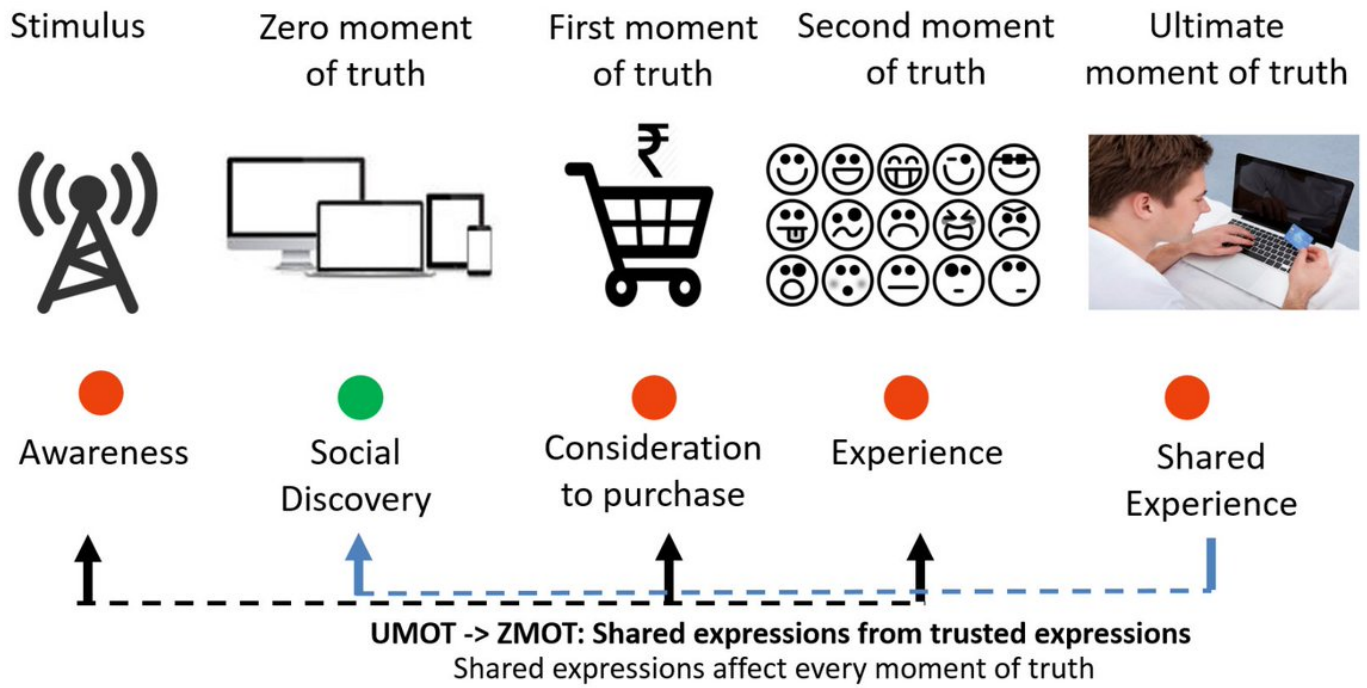 Stimulus
Zero moment
of truth
First moment
of truth
Second moment
of truth
Ultimate
moment of truth
₹
Awareness
Social
Discovery
Consideration
to purchase
Experience
Shared
Experience
UMOT -> ZMOT: Shared expressions from trusted expressions
Shared expressions affect every moment of truth